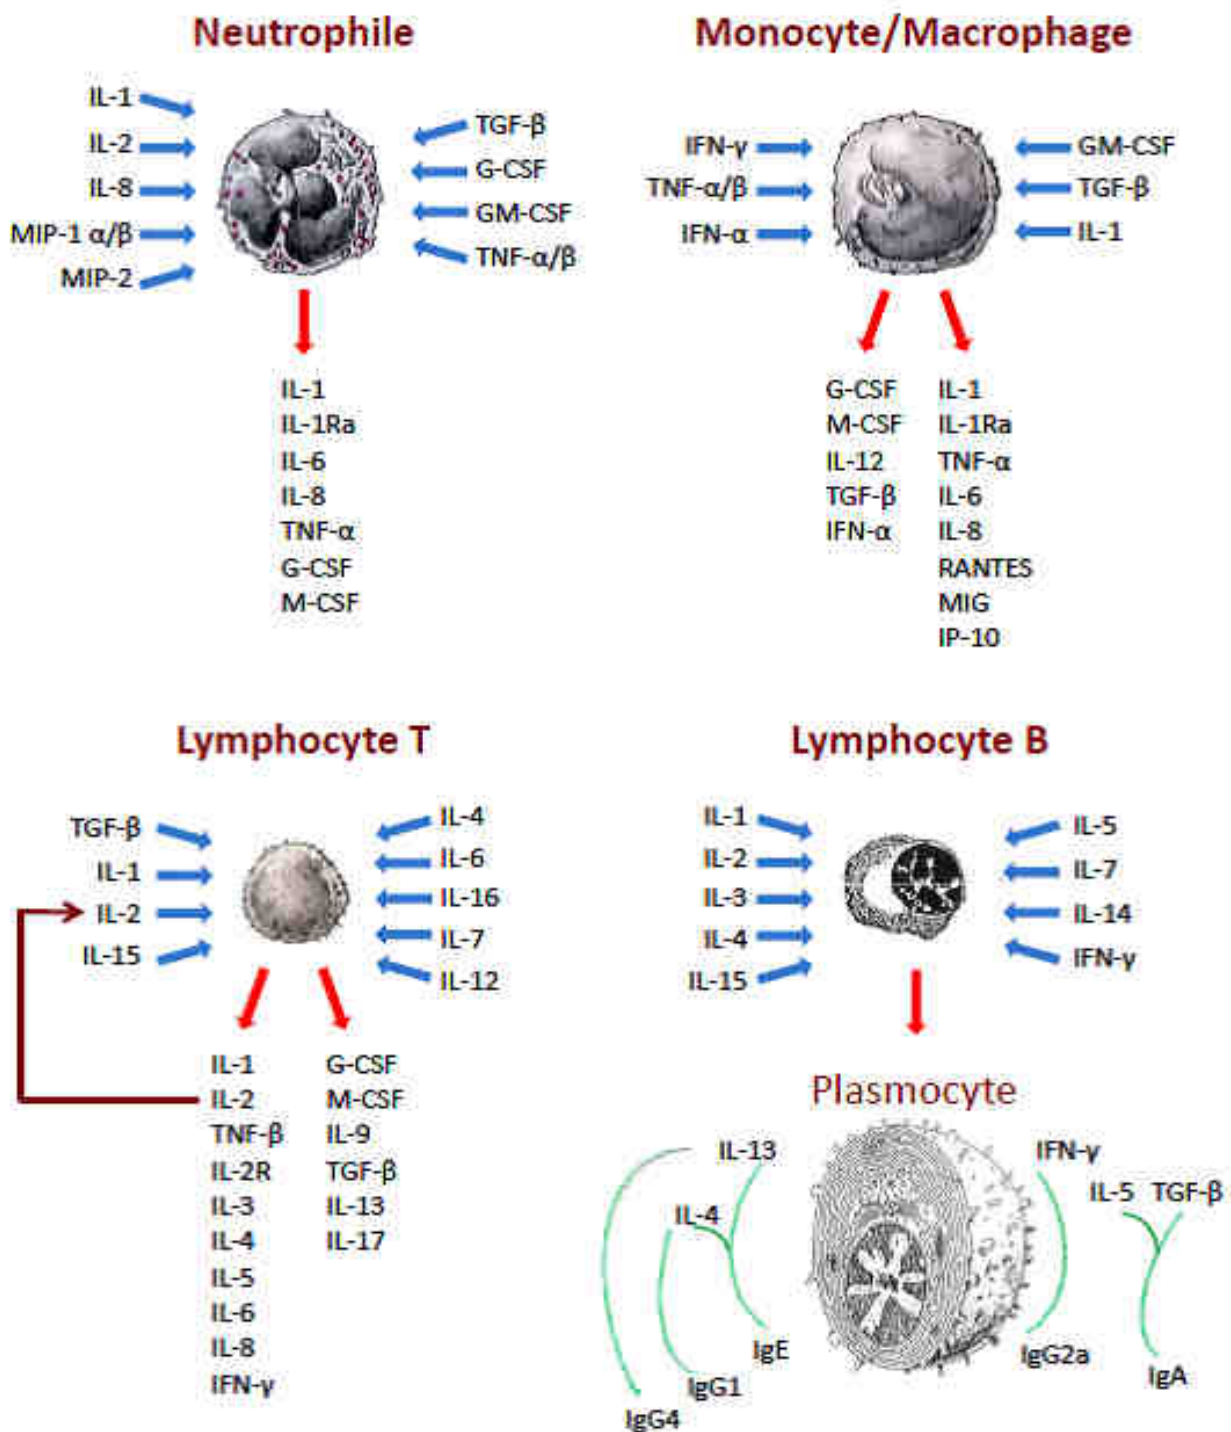 Neutrophile
IL-1
IL-2
IL-8
MIP-1 α/β
MIP-2
TGF-β
G-CSF
GM-CSF
TNF-α/β
IL-1
IL-1Ra
IL-6
IL-8
TNF-α
G-CSF
M-CSF
Monocyte/Macrophage
IFN-γ
TNF-α/β
IFN-α
GM-CSF
TGF-β
IL-1
G-CSF
M-CSF
IL-12
TGF-β
IFN-α
IL-1
IL-1Ra
TNF-α
IL-6
IL-8
RANTES
MIG
IP-10
Lymphocyte T
TGF-β
IL-1
IL-2
IL-15
IL-4
IL-6
IL-16
IL-7
IL-12
IL-1
IL-2
TNF-β
IL-2R
IL-3
IL-4
IL-5
IL-6
IL-8
IFN-γ
G-CSF
M-CSF
IL-9
TGF-β
IL-13
IL-17
Lymphocyte B
IL-1
IL-2
IL-3
IL-4
IL-15
IL-5
IL-7
IL-14
IFN-γ
Plasmocyte
IL-13
IL-4
IgE
IgG1
IgG4
IFN-γ
IL-5 TGF-β
IgG2a
IgA